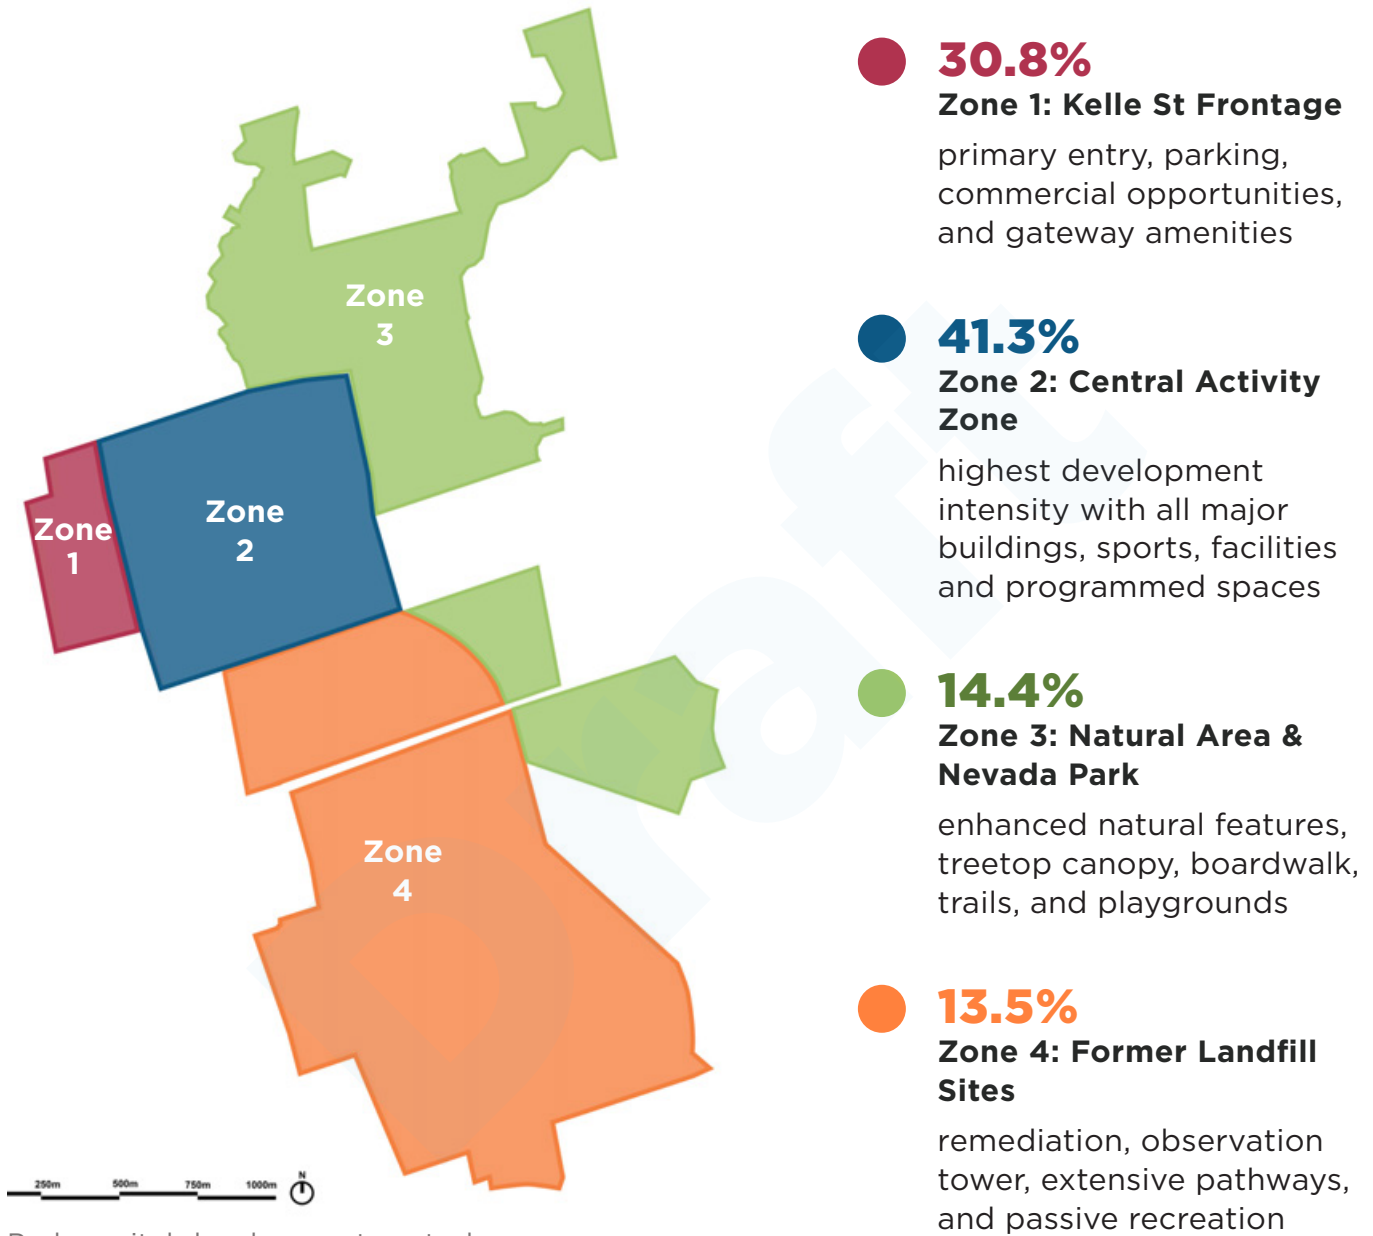 Zone
3
Zone
2
Zone
1
Zone
4
30.8%
Zone 1: Kelle St Frontage
primary entry, parking,
commercial opportunities,
and gateway amenities
41.3%
Zone 2: Central Activity
Zone
highest development
intensity with all major
buildings, sports, facilities
and programmed spaces
14.4%
Zone 3: Natural Area &
Nevada Park
enhanced natural features,
treetop canopy, boardwalk,
trails, and playgrounds
13.5%
Zone 4: Former Landfill
Sites
remediation, observation
tower, extensive pathways,
and passive recreation
250m 500m 750m 1000m N
Draft